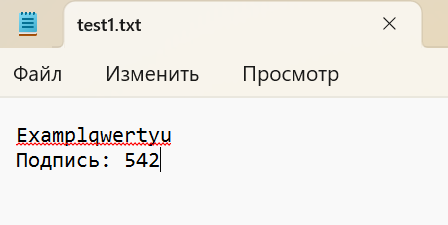 test1.txt
Файл Изменить Просмотр
Examplqwertyu
Подпись: 542